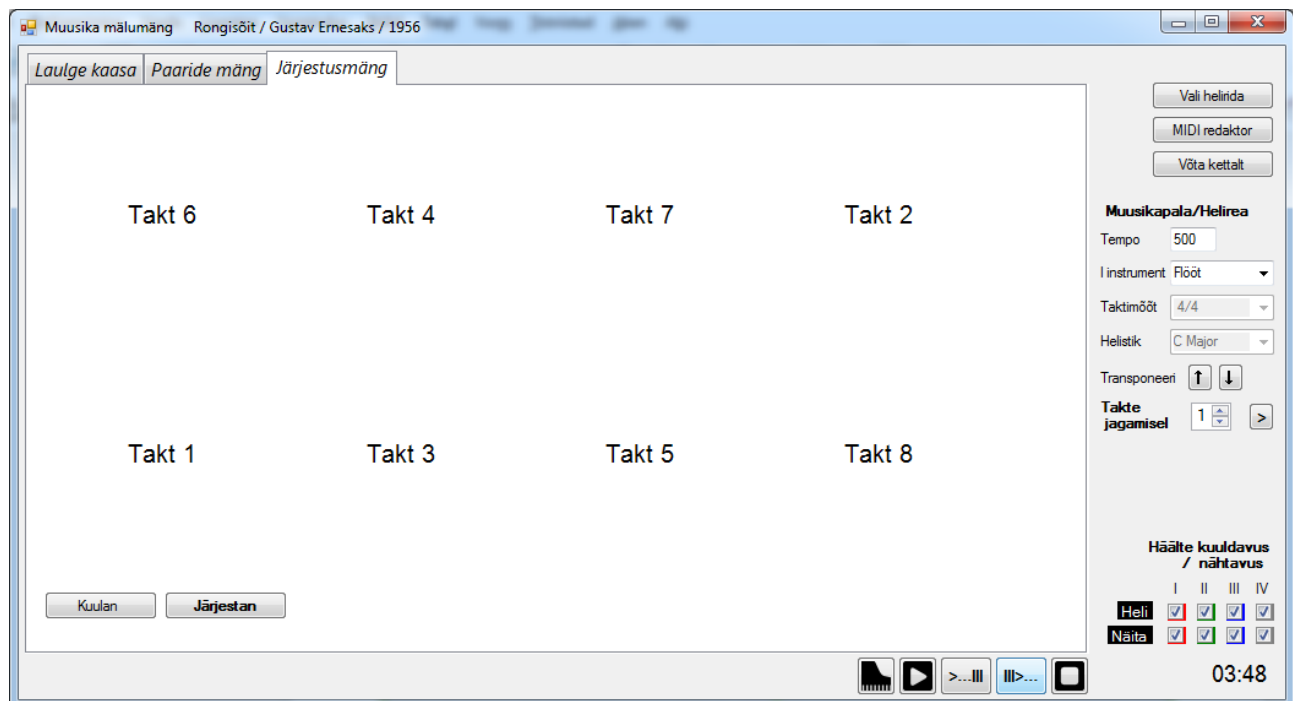 Muusika mälumäng Rongisõit / Gustav Ernesaks / 1956
Laulge kaasa Paaride mäng Järjestusmäng
Vali helirida
MIDI redaktor
Võta kettalt
Takt 6 Takt 4 Takt 7 Takt 2
Muusikapala/Helirea
Tempo 500
I instrument Flööt
Taktimõõt 4/4
Helistik C Major
Transponeeri ↑ ↓
Takte
jagamisel 1 >
Takt 1 Takt 3 Takt 5 Takt 8
Häälte kuuldavus
/ nähtavus
I II III IV
Heli
Näita
Kuulan Järjestan
>...III III>...
03:48